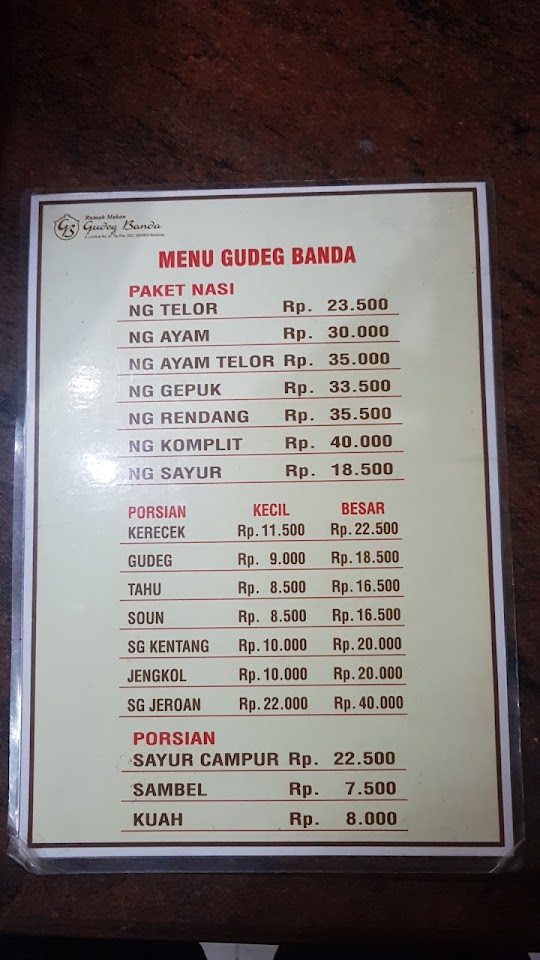 Rumah Makan
Gudeg Banda
MENU GUDEG BANDA
PAKET NASI
NG TELOR Rp. 23.500
NG AYAM Rp. 30.000
NG AYAM TELOR Rp. 35.000
NG GEPUK Rp. 33.500
NG RENDANG Rp. 35.500
NG KOMPLIT Rp. 40.000
NG SAYUR Rp. 18.500
PORSIAN KECIL BESAR
KERECEK Rp. 11.500 Rp. 22.500
GUDEG Rp. 9.000 Rp. 18.500
TAHU Rp. 8.500 Rp. 16.500
SOUN Rp. 8.500 Rp. 16.500
SG KENTANG Rp. 10.000 Rp. 20.000
JENGKOL Rp. 10.000 Rp. 20.000
SG JEROAN Rp. 22.000 Rp. 40.000
PORSIAN
SAYUR CAMPUR Rp. 22.500
SAMBEL Rp. 7.500
KUAH Rp. 8.000